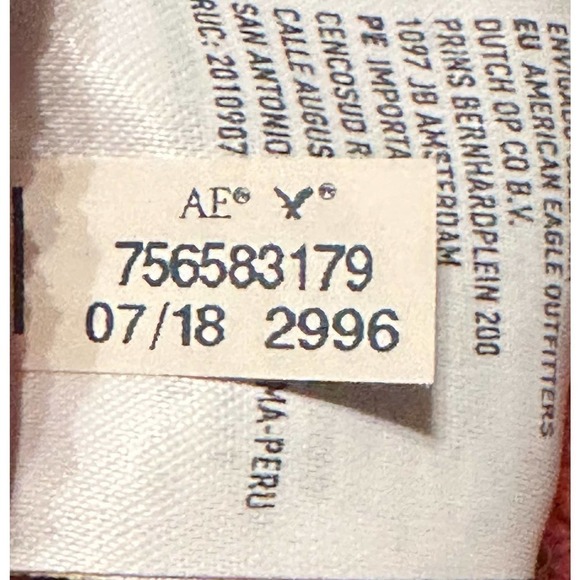 AE® ®
756583179
07/18 2996
EU AMERICAN EAGLE OUTFITTERS
DUTCH OP CO B.V.
PRINS BERNHARDPLEIN 200
1097 JB AMSTERDAM
PE IMPORTA
CENCOSUD R
CALLE AUGUS
SAN ANTONIO
MA-PERU
RUC: 2010907